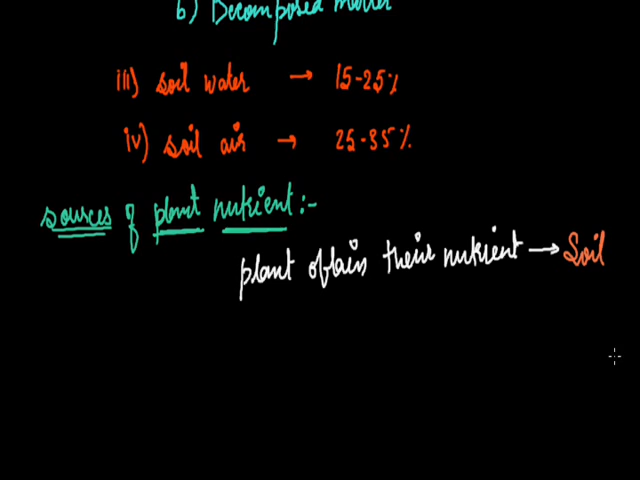 b) Decomposed matter
iii) soil water → 15-25%
iv) soil air → 25-35%
sources of plant nutrient:-
plant obtain their nutrient → Soil